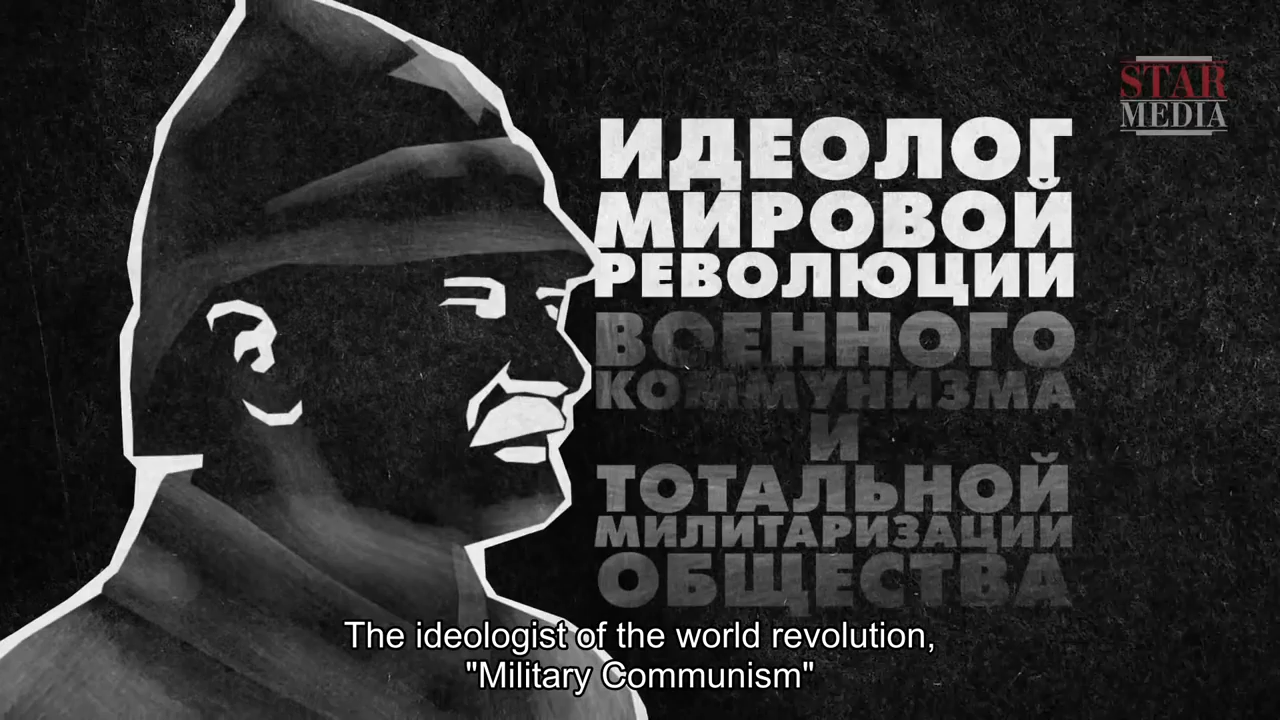 STAR
MEDIA
ИДЕОЛОГ
МИРОВОЙ
РЕВОЛЮЦИИ
ВОЕННОГО
КОММУНИЗМА
И
ТОТАЛЬНОЙ
МИЛИТАРИЗАЦИИ
ОБЩЕСТВА
The ideologist of the world revolution,
"Military Communism"